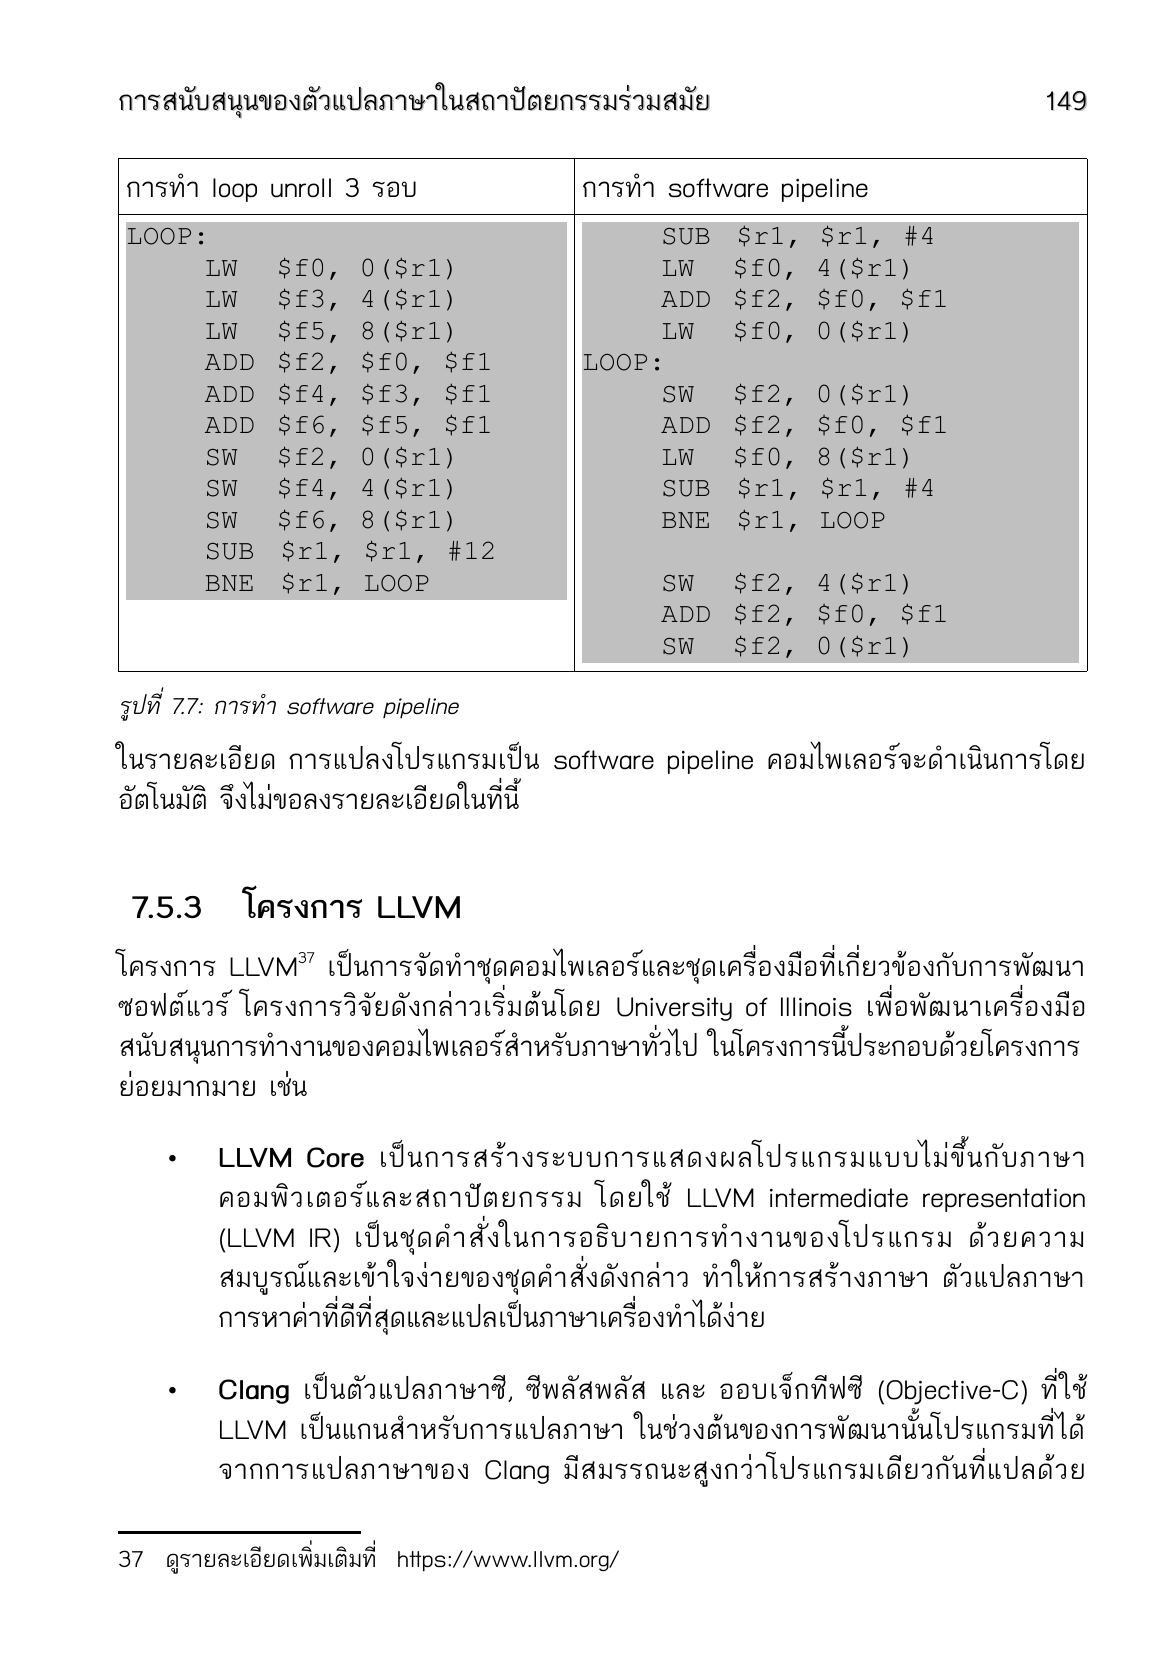 การสนับสนุนของตัวแปลภาษาในสถาปัตยกรรมร่วมสมัย 149
การทำ loop unroll 3 รอบ
LOOP:
LW $f0, 0($r1)
LW $f3, 4($r1)
LW $f5, 8($r1)
ADD $f2, $f0, $f1
ADD $f4, $f3, $f1
ADD $f6, $f5, $f1
SW $f2, 0($r1)
SW $f4, 4($r1)
SW $f6, 8($r1)
SUB $r1, $r1, #12
BNE $r1, LOOP
การทำ software pipeline
SUB $r1, $r1, #4
LW $f0, 4($r1)
ADD $f2, $f0, $f1
LW $f0, 0($r1)
LOOP:
SW $f2, 0($r1)
ADD $f2, $f0, $f1
LW $f0, 8($r1)
SUB $r1, $r1, #4
BNE $r1, LOOP
SW $f2, 4($r1)
ADD $f2, $f0, $f1
SW $f2, 0($r1)
รูปที่ 7.7: การทำ software pipeline
ในรายละเอียด การแปลงโปรแกรมเป็น software pipeline คอมไพเลอร์จะดำเนินการโดย
อัตโนมัติ จึงไม่ขอลงรายละเอียดในที่นี้
7.5.3 โครงการ LLVM
โครงการ LLVM37 เป็นการจัดทำชุดคอมไพเลอร์และชุดเครื่องมือที่เกี่ยวข้องกับการพัฒนา
ซอฟต์แวร์ โครงการวิจัยดังกล่าวเริ่มต้นโดย University of Illinois เพื่อพัฒนาเครื่องมือ
สนับสนุนการทำงานของคอมไพเลอร์สำหรับภาษาทั่วไป ในโครงการนี้ประกอบด้วยโครงการ
ย่อยมากมาย เช่น
• LLVM Core เป็นการสร้างระบบการแสดงผลโปรแกรมแบบไม่ขึ้นกับภาษา
คอมพิวเตอร์และสถาปัตยกรรม โดยใช้ LLVM intermediate representation
(LLVM IR) เป็นชุดคำสั่งในการอธิบายการทำงานของโปรแกรม ด้วยความ
สมบูรณ์และเข้าใจง่ายของชุดคำสั่งดังกล่าว ทำให้การสร้างภาษา ตัวแปลภาษา
การหาค่าที่ดีที่สุดและแปลเป็นภาษาเครื่องทำได้ง่าย
• Clang เป็นตัวแปลภาษาซี, ซีพลัสพลัส และ ออบเจ็กทีฟซี (Objective-C) ที่ใช้
LLVM เป็นแกนสำหรับการแปลภาษา ในช่วงต้นของการพัฒนานั้นโปรแกรมที่ได้
จากการแปลภาษาของ Clang มีสมรรถนะสูงกว่าโปรแกรมเดียวกันที่แปลด้วย
37 ดูรายละเอียดเพิ่มเติมที่ https://www.llvm.org/